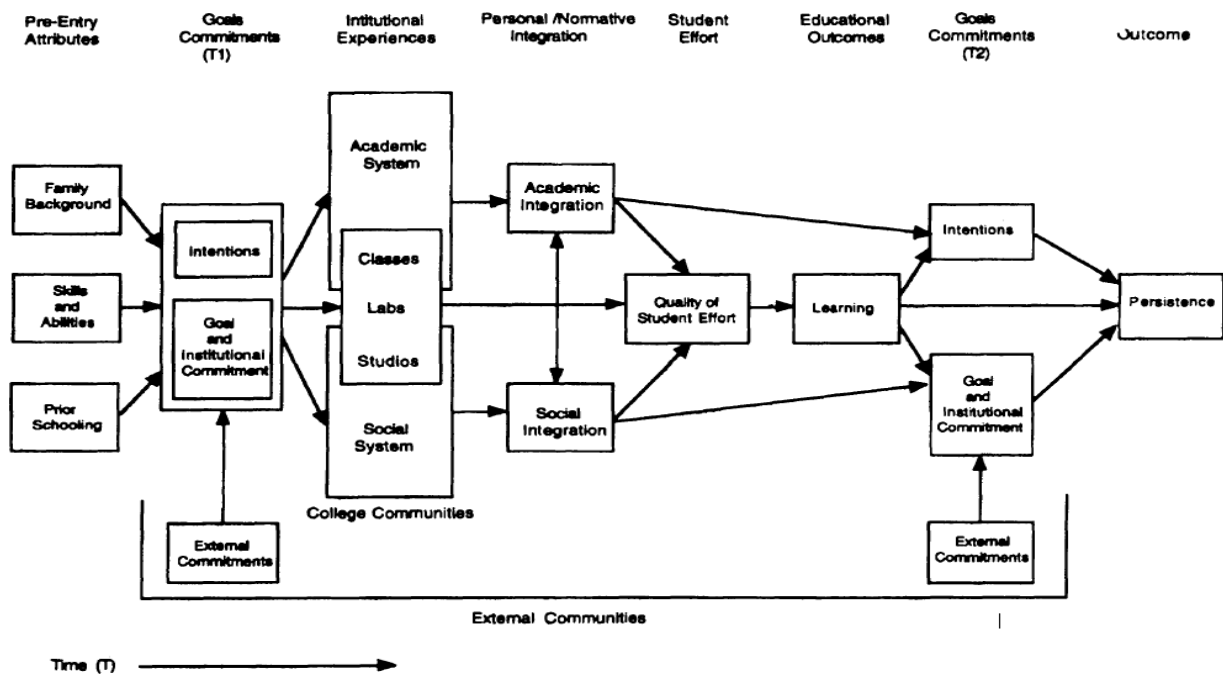 Pre-Entry
Attributes
Goals
Commitments
(T1)
Intitutional
Experiences
Personal /Normative
Integration
Student
Effort
Educational
Outcomes
Goals
Commitments
(T2)
Outcome
Family
Background
Skills
and
Abilities
Prior
Schooling
Intentions
Goal
and
Institutional
Commitment
External
Commitments
Academic
System
Classes
Labs
Studios
Social
System
College Communities
Academic
Integration
Social
Integration
Quality of
Student Effort
Learning
Intentions
Goal
and
Institutional
Commitment
External
Commitments
Persistence
External Communities
Time (T)